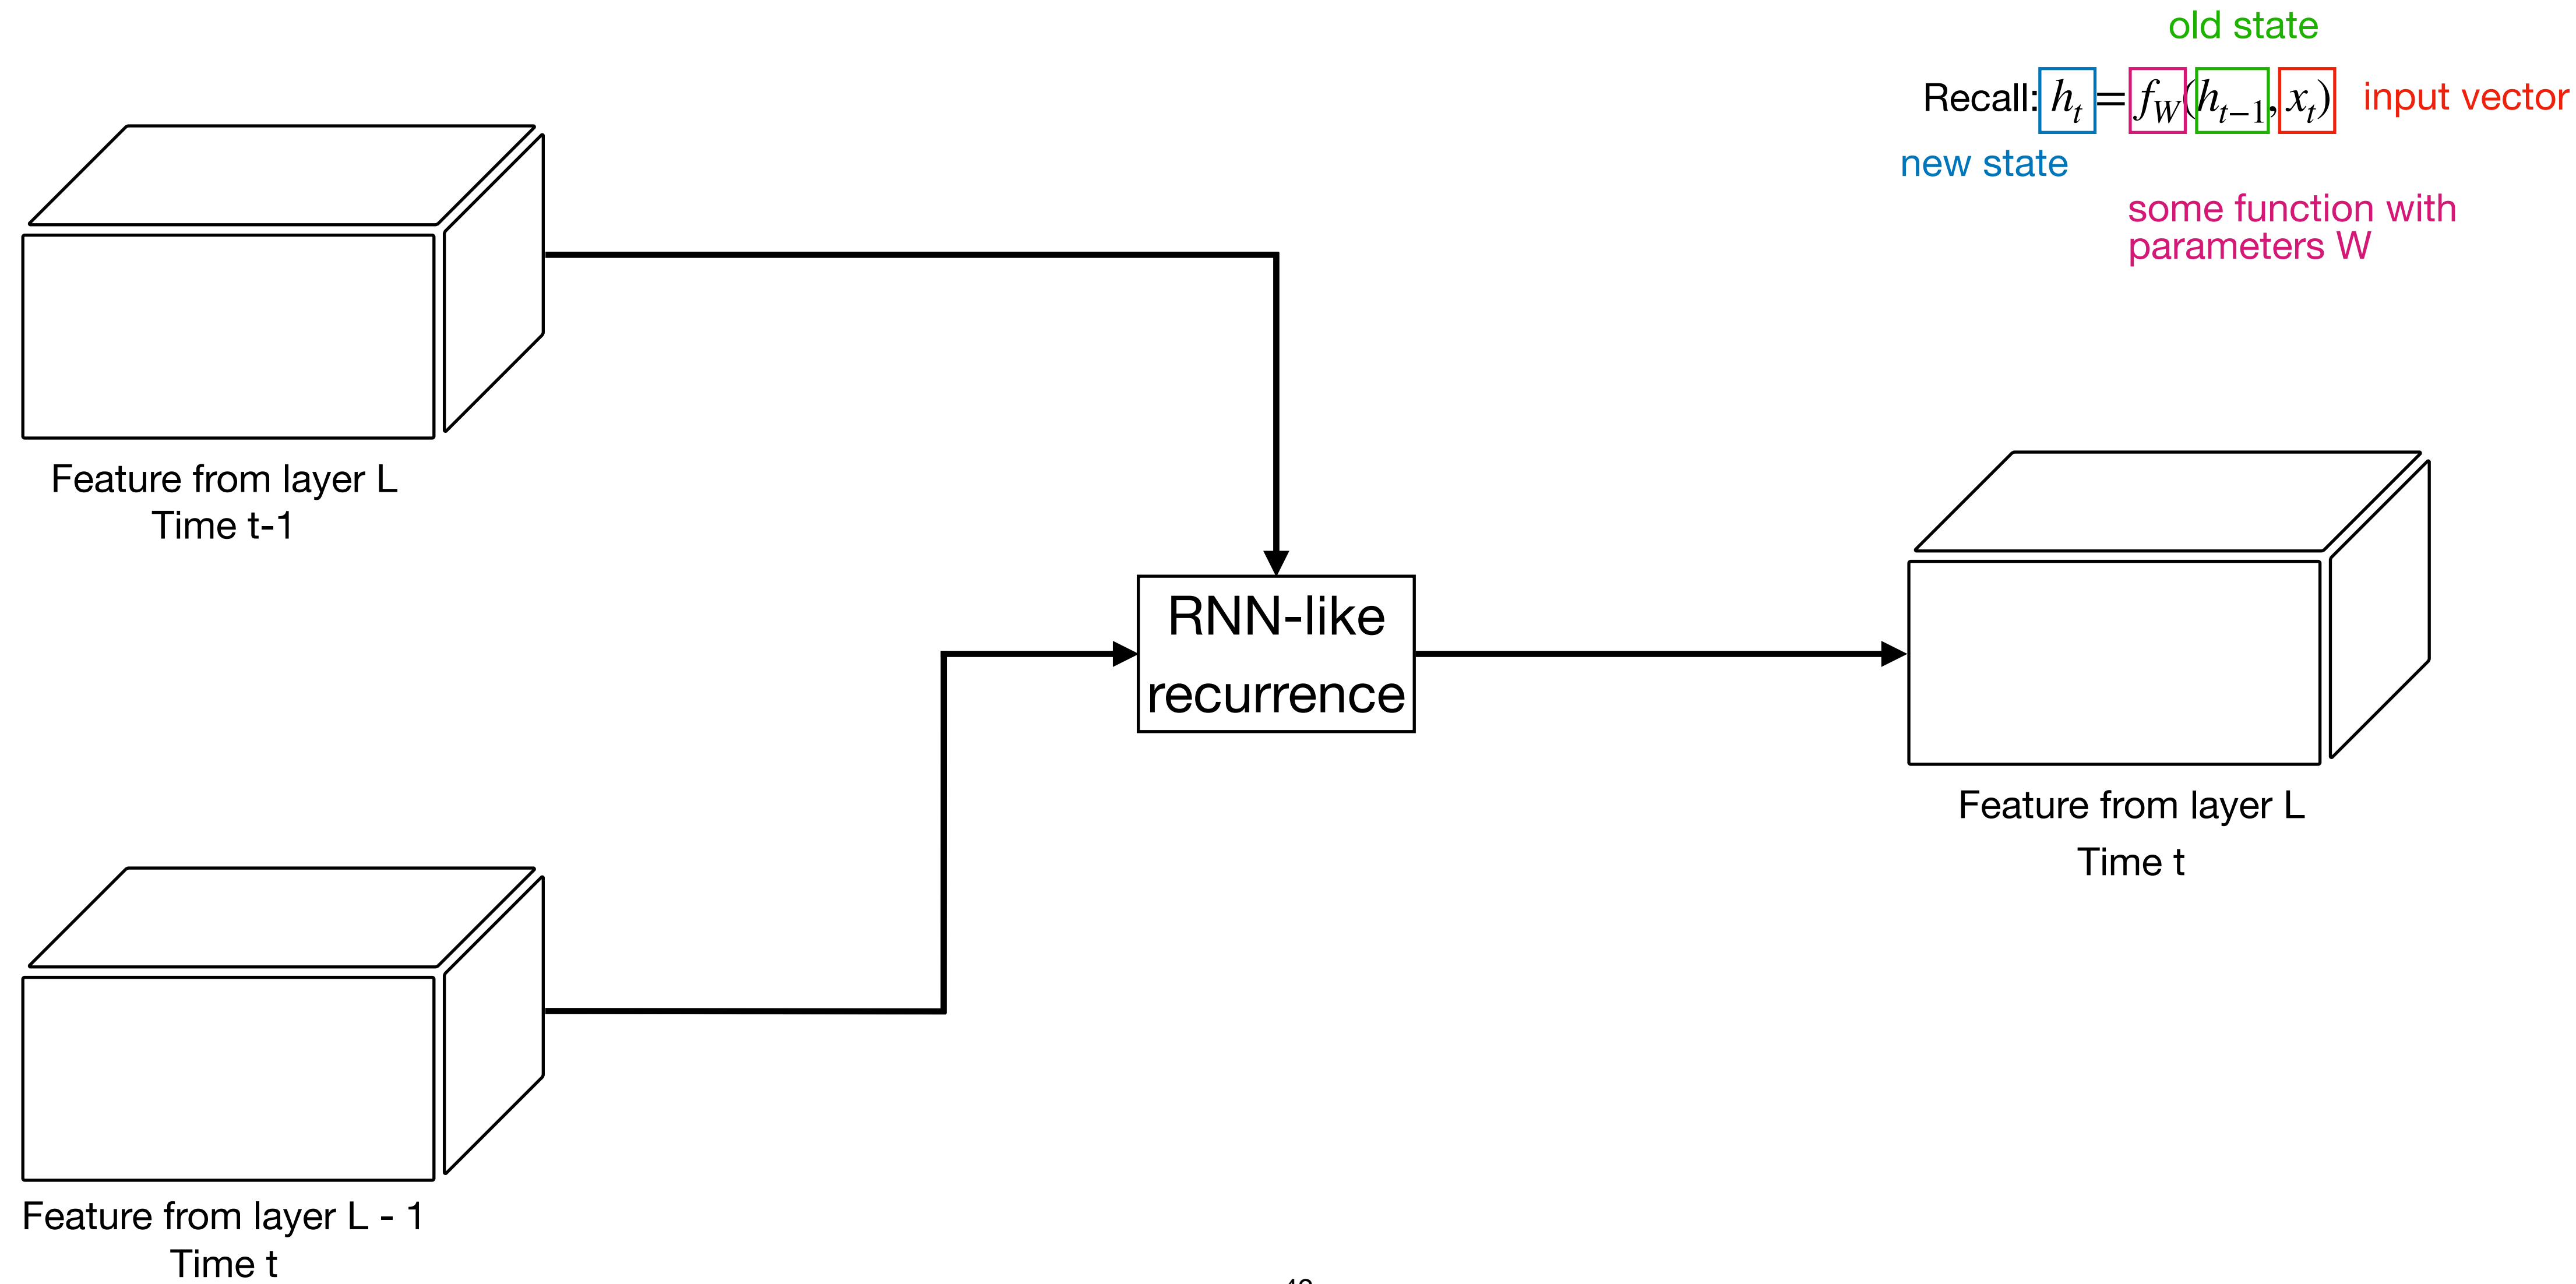 old state
Recall: h_t = f_W(h_{t-1}, x_t) input vector
new state
some function with
parameters W
Feature from layer L
Time t-1
RNN-like
recurrence
Feature from layer L
Time t
Feature from layer L - 1
Time t